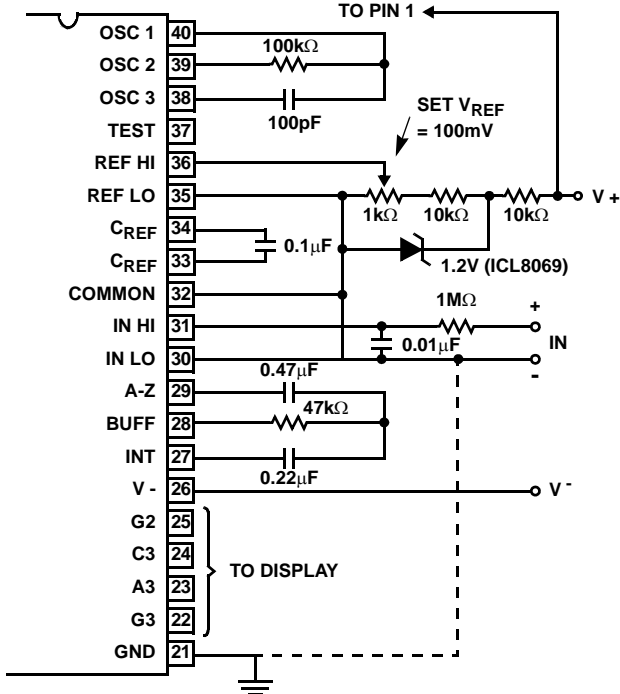 TO PIN 1
OSC 1 40
100kΩ
OSC 2 39
OSC 3 38
100pF
SET VREF
= 100mV
TEST 37
REF HI 36
REF LO 35
1kΩ 10kΩ 10kΩ
V +
CREF 34
0.1µF
CREF 33
1.2V (ICL8069)
COMMON 32
1MΩ
+
IN HI 31
0.01µF
IN
IN LO 30
-
0.47µF
A-Z 29
47kΩ
BUFF 28
INT 27
0.22µF
V - 26
V -
G2 25
C3 24
TO DISPLAY
A3 23
G3 22
GND 21